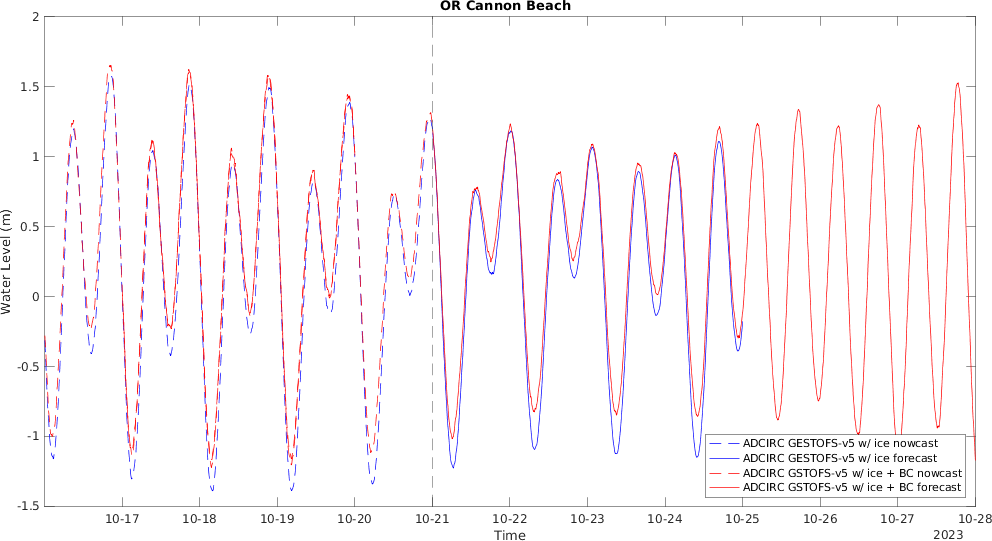 OR Cannon Beach
2
1.5
1
0.5
0
-0.5
-1
-1.5
Water Level (m)
10-17 10-18 10-19 10-20 10-21 10-22 10-23 10-24 10-25 10-26 10-27 10-28
Time
2023
ADCIRC GESTOFS-v5 w/ ice nowcast
ADCIRC GESTOFS-v5 w/ ice forecast
ADCIRC GSTOFS-v5 w/ ice + BC nowcast
ADCIRC GSTOFS-v5 w/ ice + BC forecast